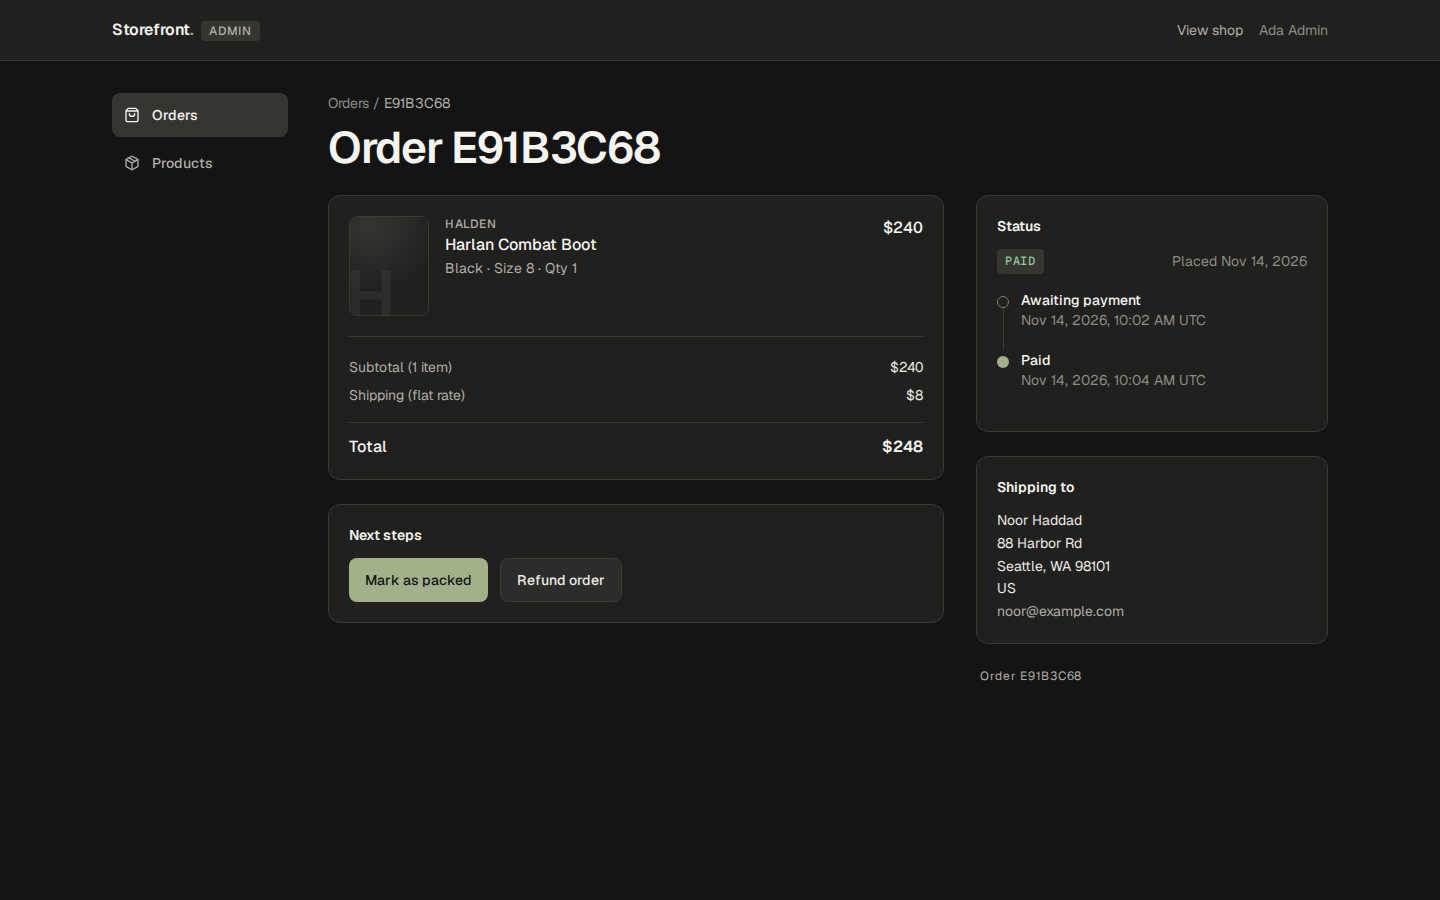 Storefront. ADMIN
View shop Ada Admin
Orders
Products
Orders / E91B3C68
Order E91B3C68
H
HALDEN
Harlan Combat Boot
Black · Size 8 · Qty 1
$240
Subtotal (1 item) $240
Shipping (flat rate) $8
Total $248
Next steps
Mark as packed Refund order
Status
PAID Placed Nov 14, 2026
Awaiting payment
Nov 14, 2026, 10:02 AM UTC
Paid
Nov 14, 2026, 10:04 AM UTC
Shipping to
Noor Haddad
88 Harbor Rd
Seattle, WA 98101
US
noor@example.com
Order E91B3C68